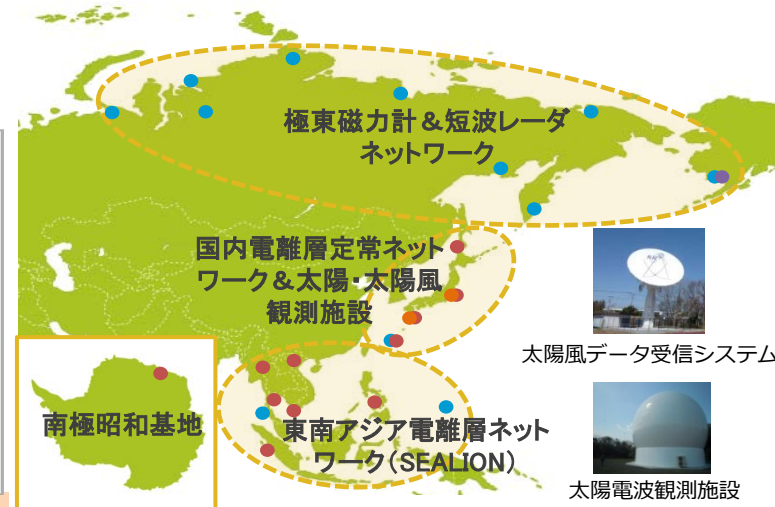 極東磁力計＆短波レーダ
ネットワーク
国内電離層定常ネット
ワーク＆太陽・太陽風
観測施設
太陽風データ受信システム
南極昭和基地
東南アジア電離層ネット
ワーク（SEALION）
太陽電波観測施設